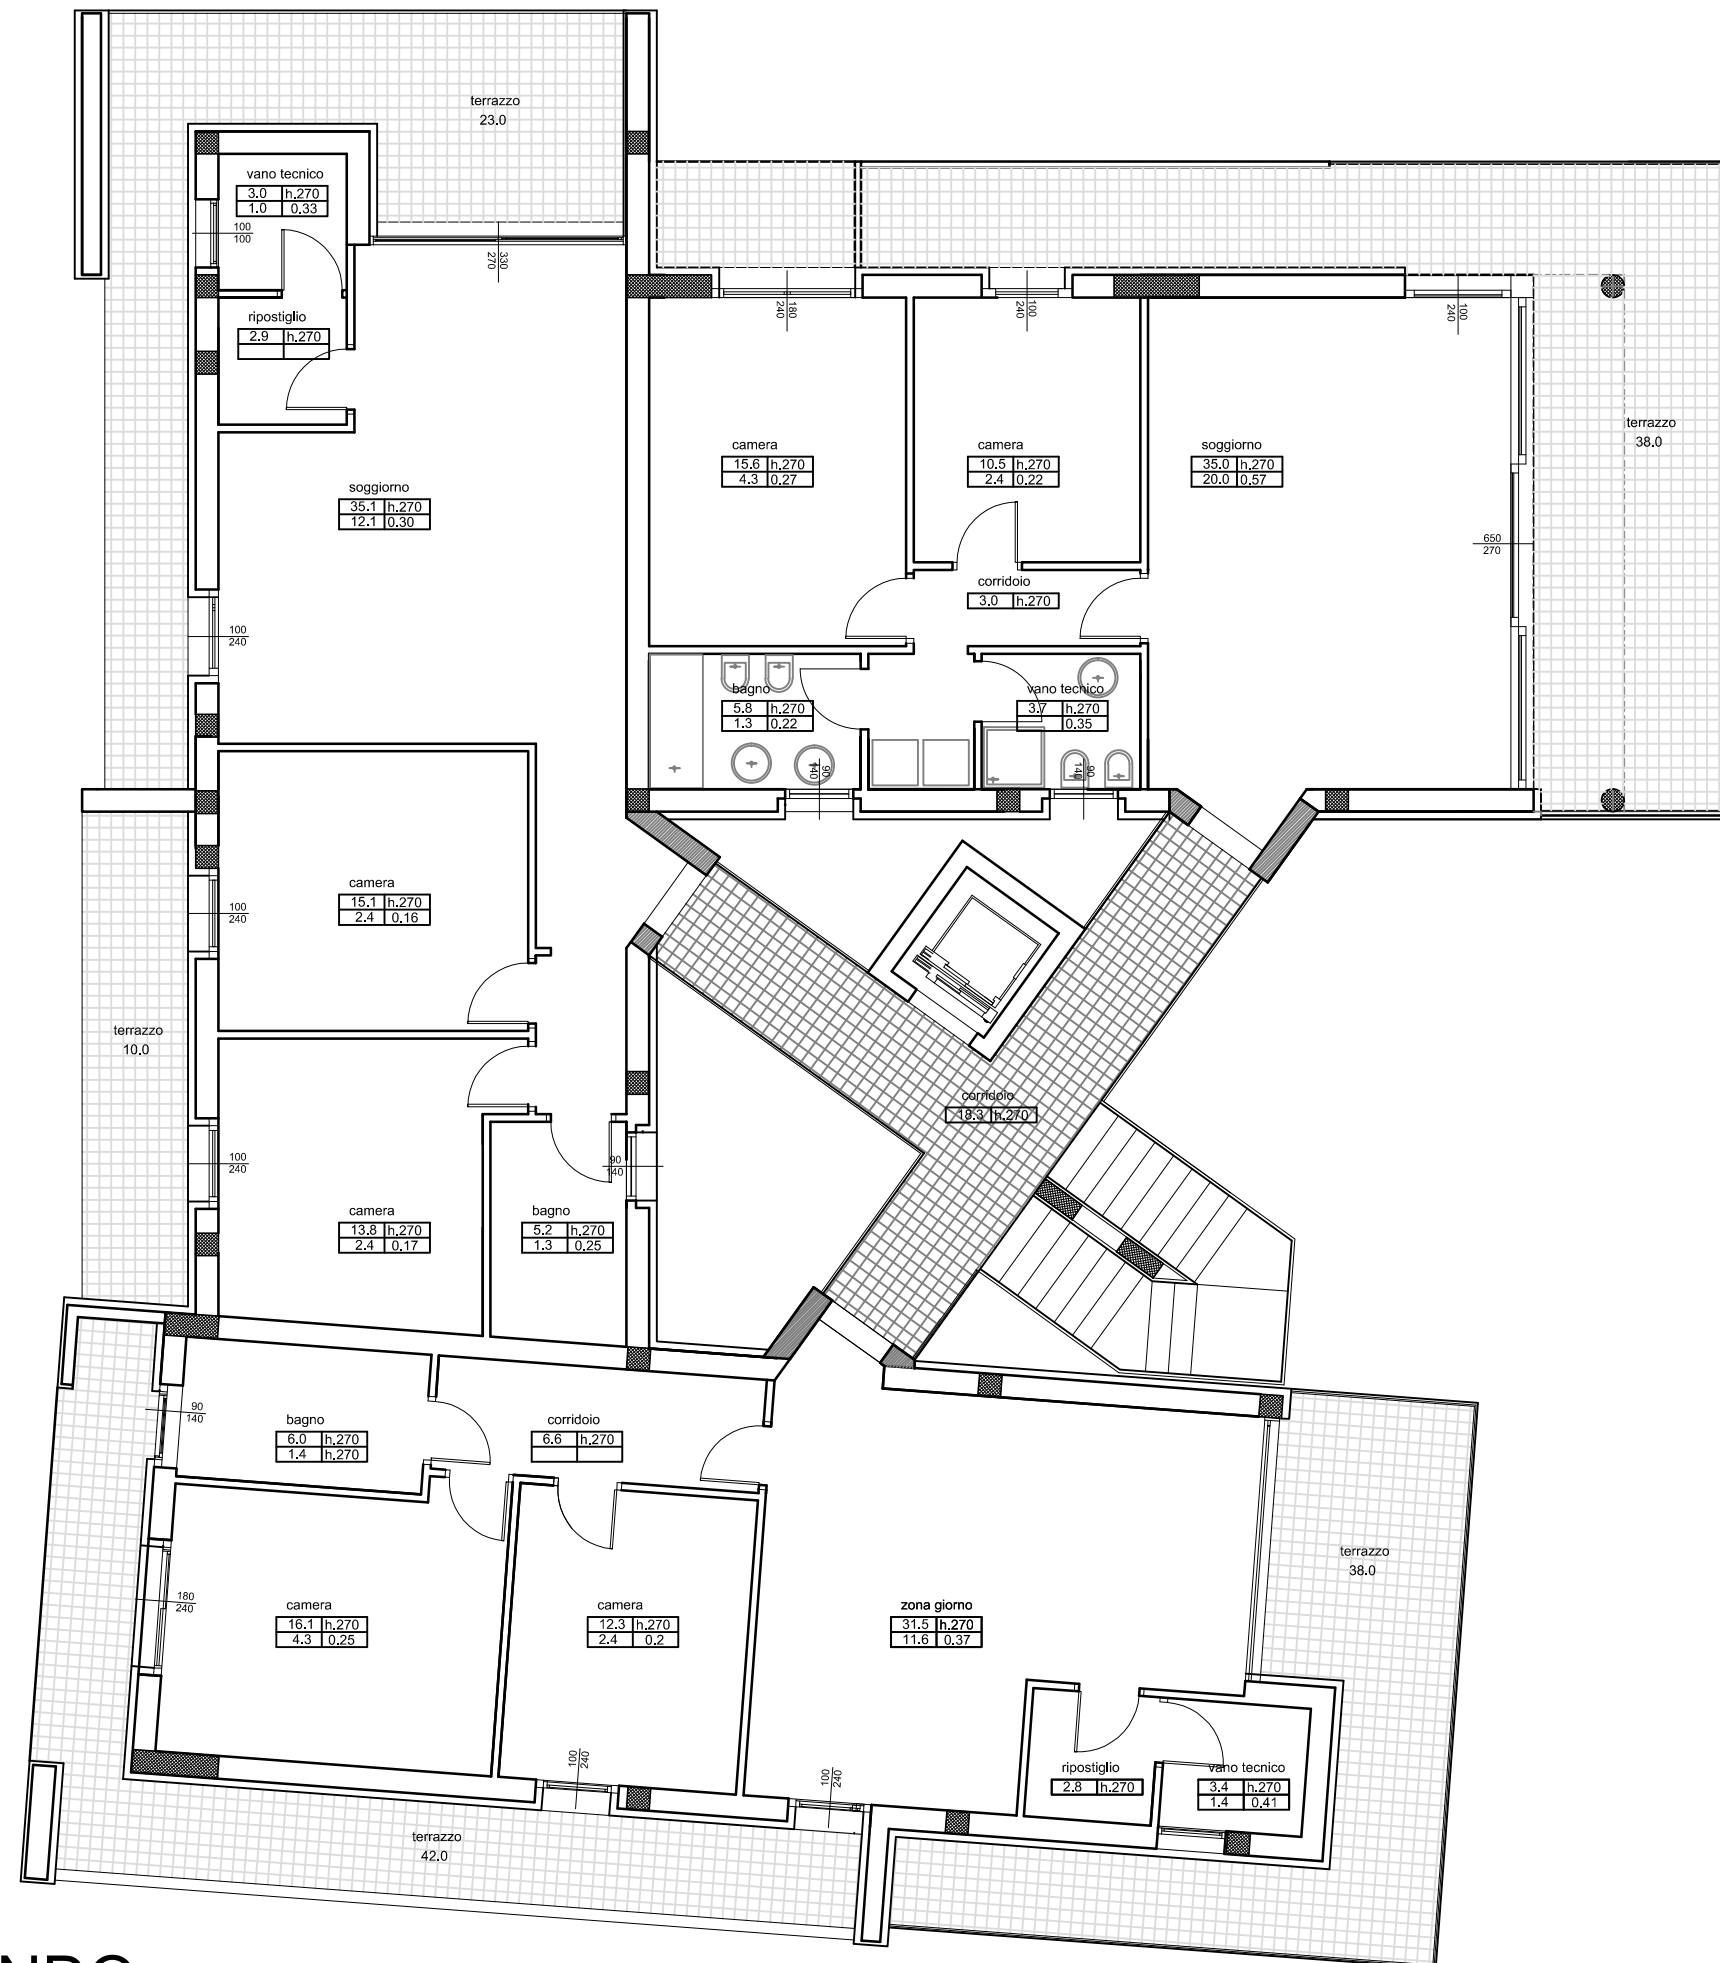 terrazzo
23.0
vano tecnico
3.0 h.270
1.0 0.33
100
100
330
270
ripostiglio
2.9 h.270
180
240
100
240
100
240
terrazzo
38.0
camera
15.6 h.270
4.3 0.27
camera
10.5 h.270
2.4 0.22
soggiorno
35.0 h.270
20.0 0.57
soggiorno
35.1 h.270
12.1 0.30
650
270
corridoio
3.0 h.270
100
240
bagno
5.8 h.270
1.3 0.22
vano tecnico
3.7 h.270
0.35
90
140
90
140
camera
15.1 h.270
2.4 0.16
100
240
terrazzo
10.0
corridoio
18.3 h.270
100
240
90
140
camera
13.8 h.270
2.4 0.17
bagno
5.2 h.270
1.3 0.25
90
140
bagno
6.0 h.270
1.4 h.270
corridoio
6.6 h.270
terrazzo
38.0
180
240
camera
16.1 h.270
4.3 0.25
camera
12.3 h.270
2.4 0.2
zona giorno
31.5 h.270
11.6 0.37
100
240
100
240
ripostiglio
2.8 h.270
vano tecnico
3.4 h.270
1.4 0.41
terrazzo
42.0